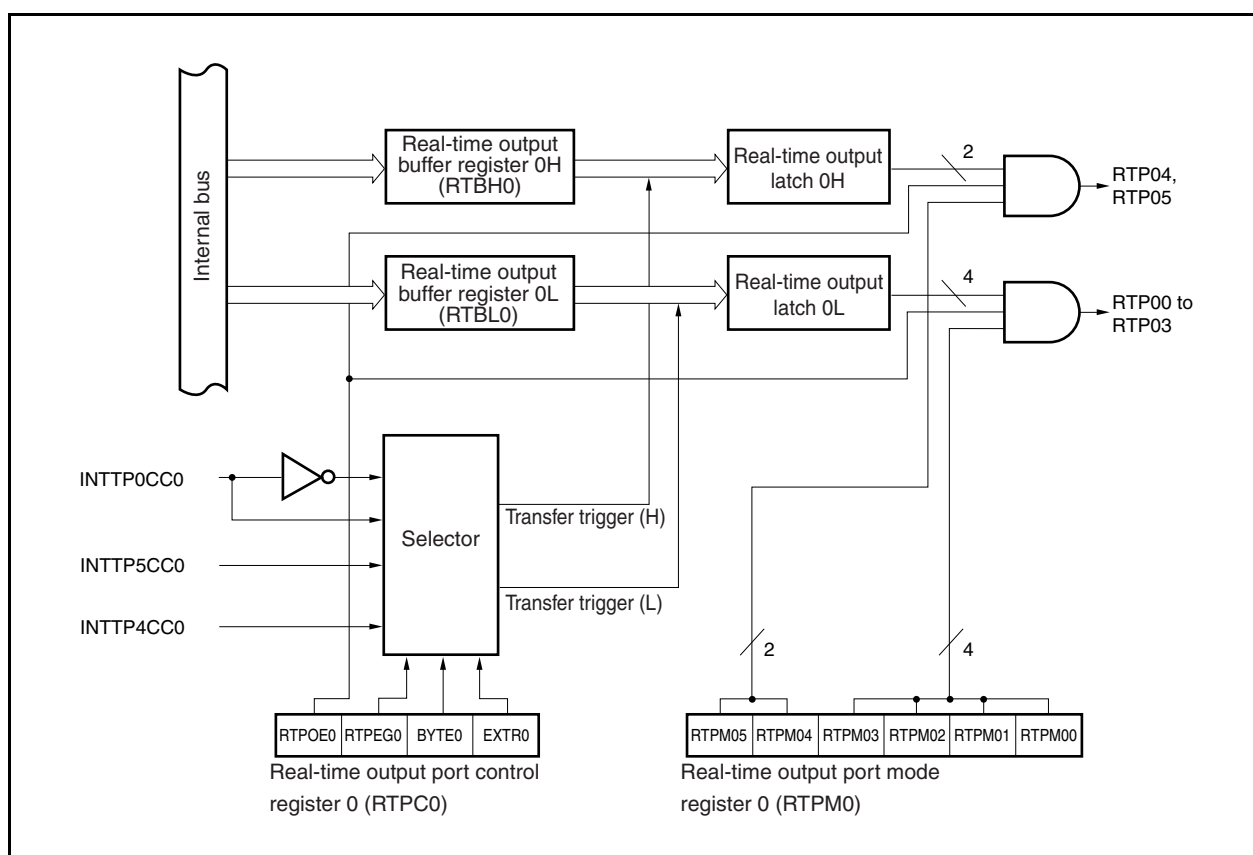 Internal bus
Real-time output
buffer register 0H
(RTBH0)
Real-time output
latch 0H
2
RTP04,
RTP05
Real-time output
buffer register 0L
(RTBL0)
Real-time output
latch 0L
4
RTP00 to
RTP03
INTTP0CC0
INTTP5CC0
INTTP4CC0
Selector
Transfer trigger (H)
Transfer trigger (L)
2
4
RTPOE0 RTPEG0 BYTE0 EXTR0
Real-time output port control
register 0 (RTPC0)
RTPM05 RTPM04 RTPM03 RTPM02 RTPM01 RTPM00
Real-time output port mode
register 0 (RTPM0)